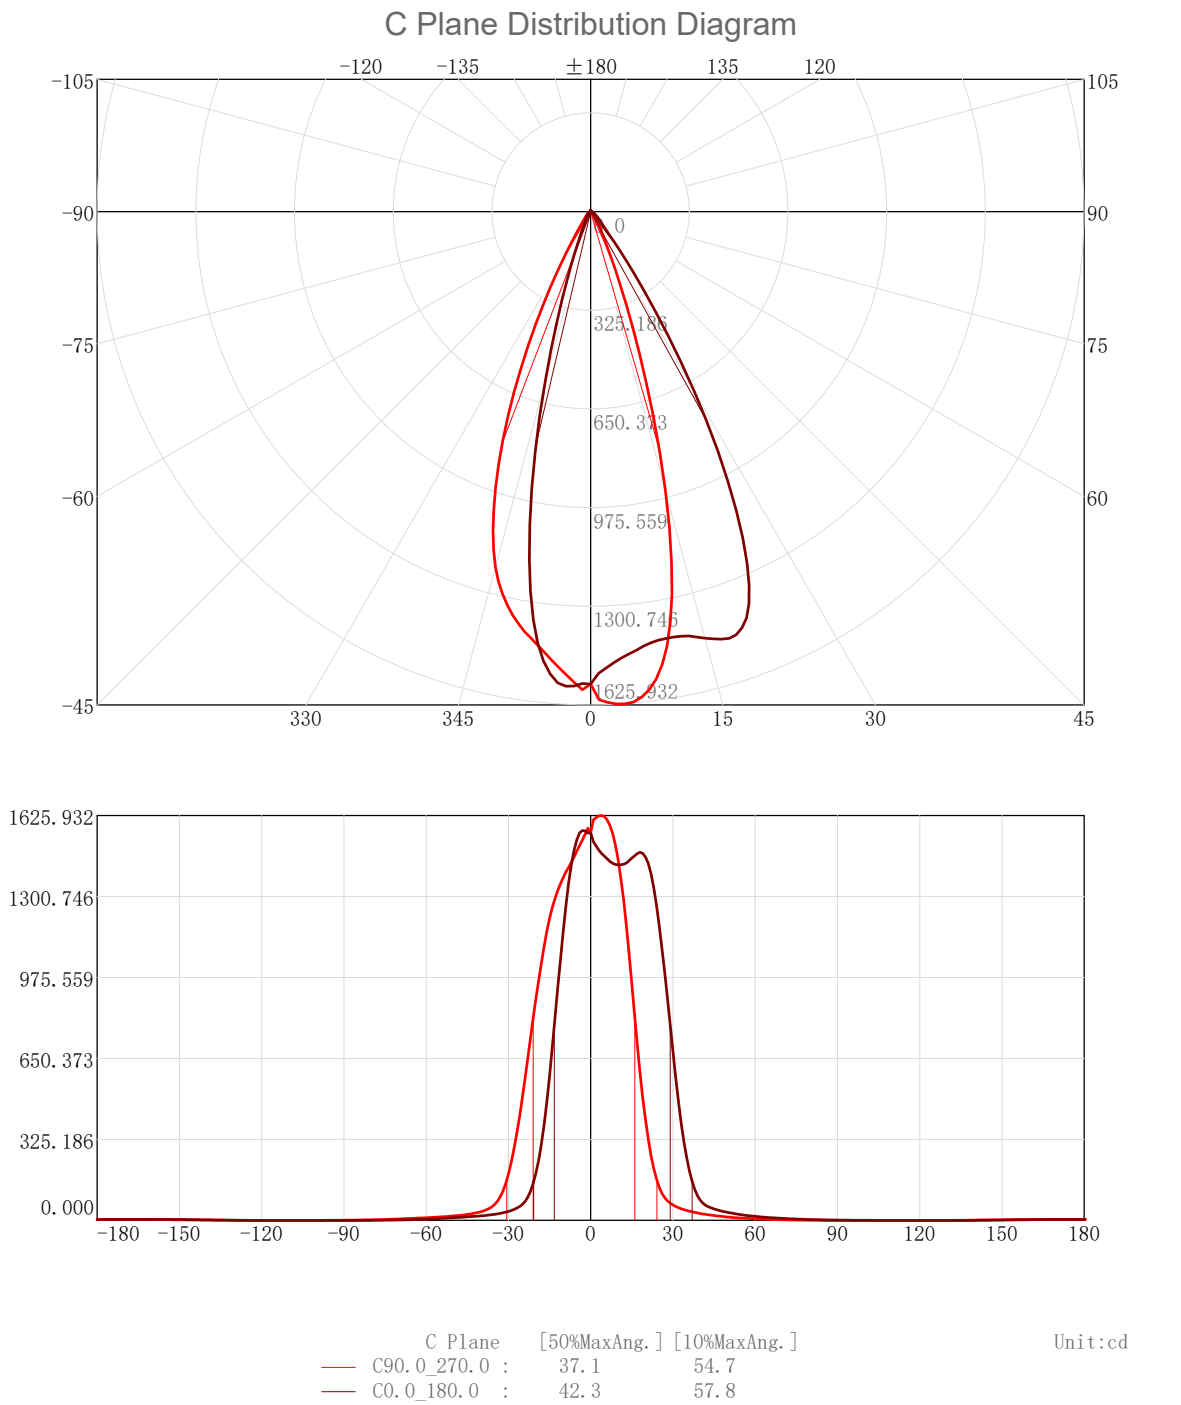 C Plane Distribution Diagram
-120 -135 ±180 135 120
-105 105
-90 90
0
325.186
-75 75
650.373
-60 60
975.559
1300.746
1625.932
-45
330 345 0 15 30 45
1625.932
1300.746
975.559
650.373
325.186
0.000
-180 -150 -120 -90 -60 -30 0 30 60 90 120 150 180
C Plane [50%MaxAng.] [10%MaxAng.] Unit:cd
C90.0_270.0 : 37.1 54.7
C0.0_180.0 : 42.3 57.8